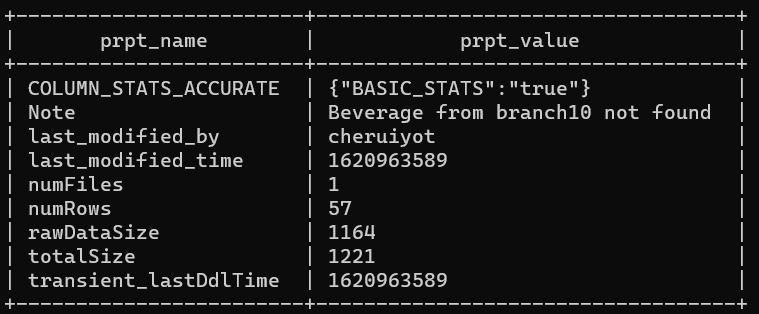 +------------------------+-----------------------------------+
| prpt_name | prpt_value |
+------------------------+-----------------------------------+
| COLUMN_STATS_ACCURATE | {"BASIC_STATS":"true"} |
| Note | Beverage from branch10 not found |
| last_modified_by | cheruiyot |
| last_modified_time | 1620963589 |
| numFiles | 1 |
| numRows | 57 |
| rawDataSize | 1164 |
| totalSize | 1221 |
| transient_lastDdlTime | 1620963589 |
+------------------------+-----------------------------------+